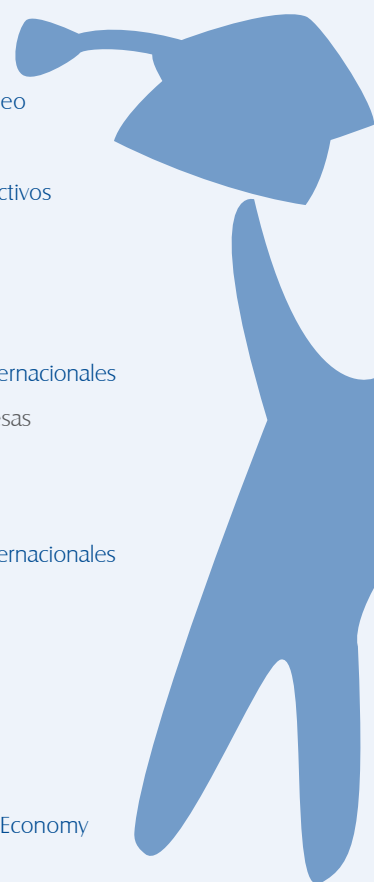 eo
ctivos
ernacionales
esas
ernacionales
Economy